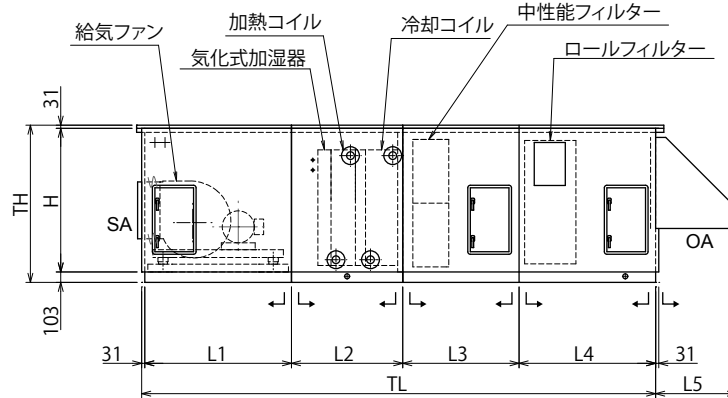 中性能フィルター
加熱コイル
冷却コイル
給気ファン
気化式加湿器
ロールフィルター
31
TH
H
SA
OA
103
31
L1
L2
L3
L4
31
TL
L5